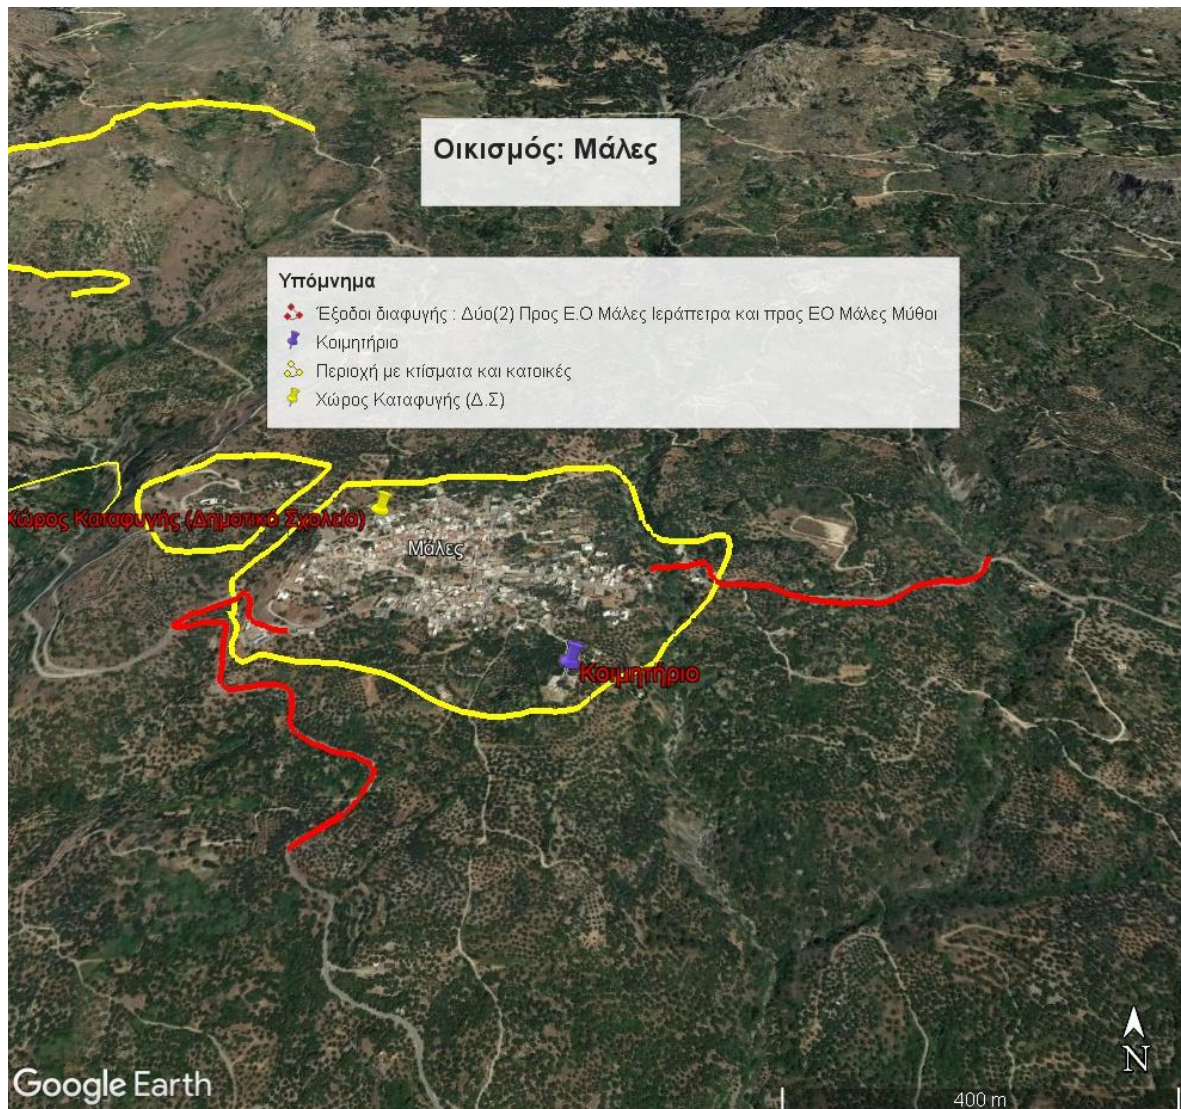 Οικισμός: Μάλες
Υπόμνημα
Έξοδοι διαφυγής : Δύο(2) Προς Ε.Ο Μάλες Ιεράπετρα και προς ΕΟ Μάλες Μύθοι
Κοιμητήριο
Περιοχή με κτίσματα και κατοικές
Χώρος Καταφυγής (Δ.Σ)
Χώρος Καταφυγής (Δημοτικό Σχολείο)
Μάλες
Κοιμητήριο
N
Google Earth
400 m